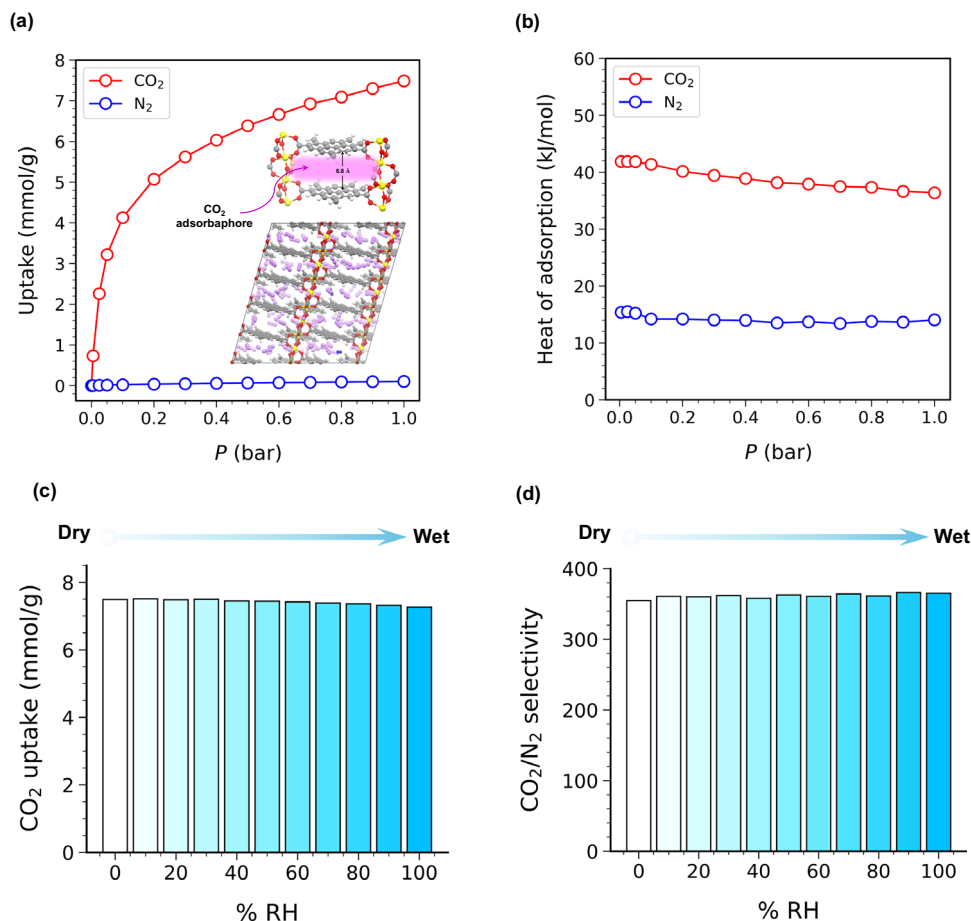 (a)
Uptake (mmol/g)
8
7
6
5
4
3
2
1
0
CO₂
N₂
6.8 Å
CO₂
adsorbaphore
0.0 0.2 0.4 0.6 0.8 1.0
P (bar)
(b)
Heat of adsorption (kJ/mol)
60
50
40
30
20
10
0
CO₂
N₂
0.0 0.2 0.4 0.6 0.8 1.0
P (bar)
(c)
Dry Wet
CO₂ uptake (mmol/g)
8
6
4
2
0
0 20 40 60 80 100
% RH
(d)
Dry Wet
CO₂/N₂ selectivity
400
300
200
100
0
0 20 40 60 80 100
% RH